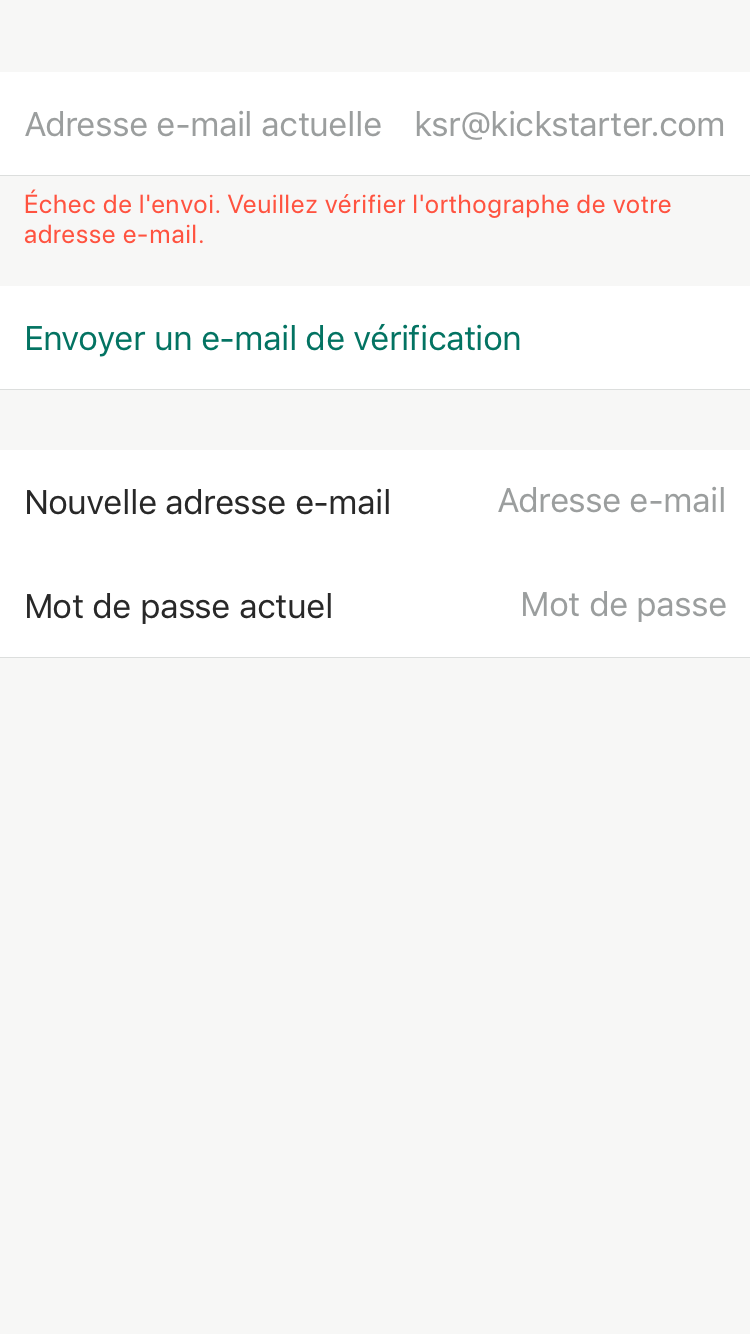 Adresse e-mail actuelle ksr@kickstarter.com
Échec de l'envoi. Veuillez vérifier l'orthographe de votre
adresse e-mail.
Envoyer un e-mail de vérification
Nouvelle adresse e-mail Adresse e-mail
Mot de passe actuel Mot de passe